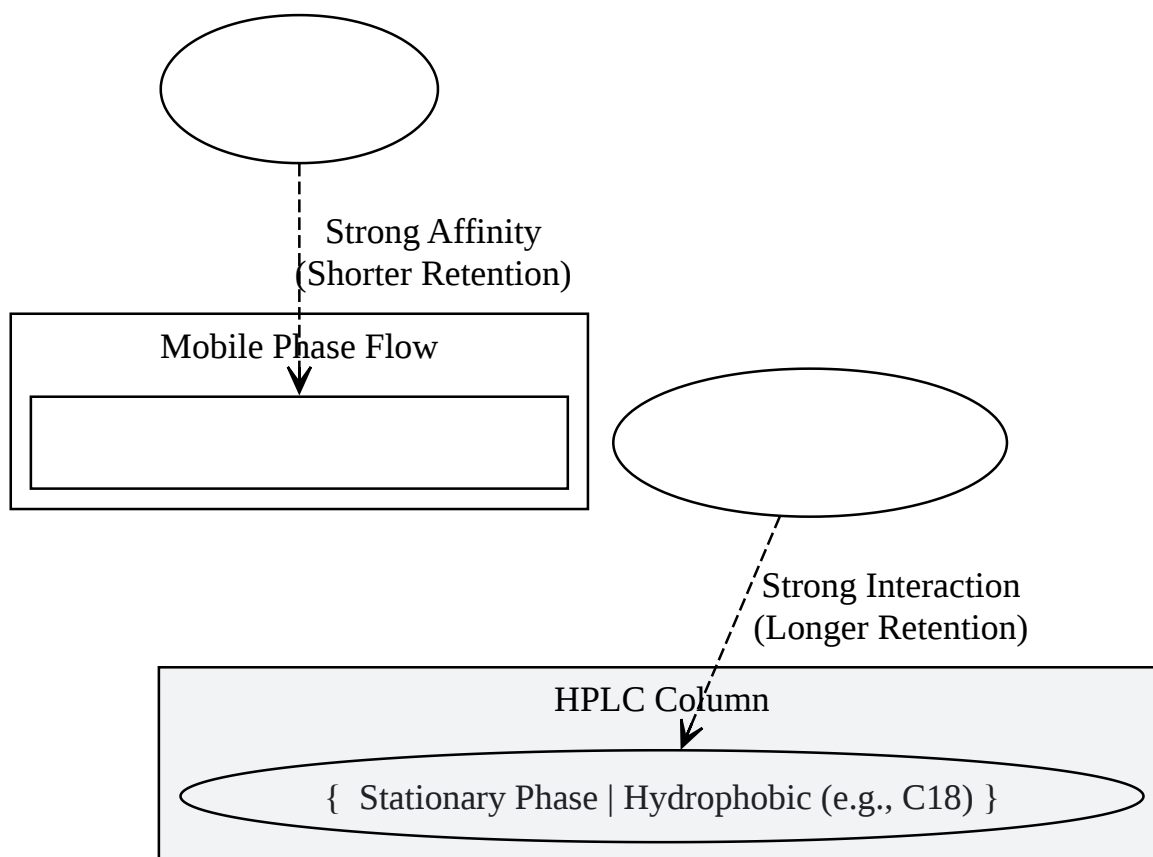 Strong Affinity
(Shorter Retention)
Mobile Phase Flow
Strong Interaction
(Longer Retention)
HPLC Column
{ Stationary Phase | Hydrophobic (e.g., C18) }